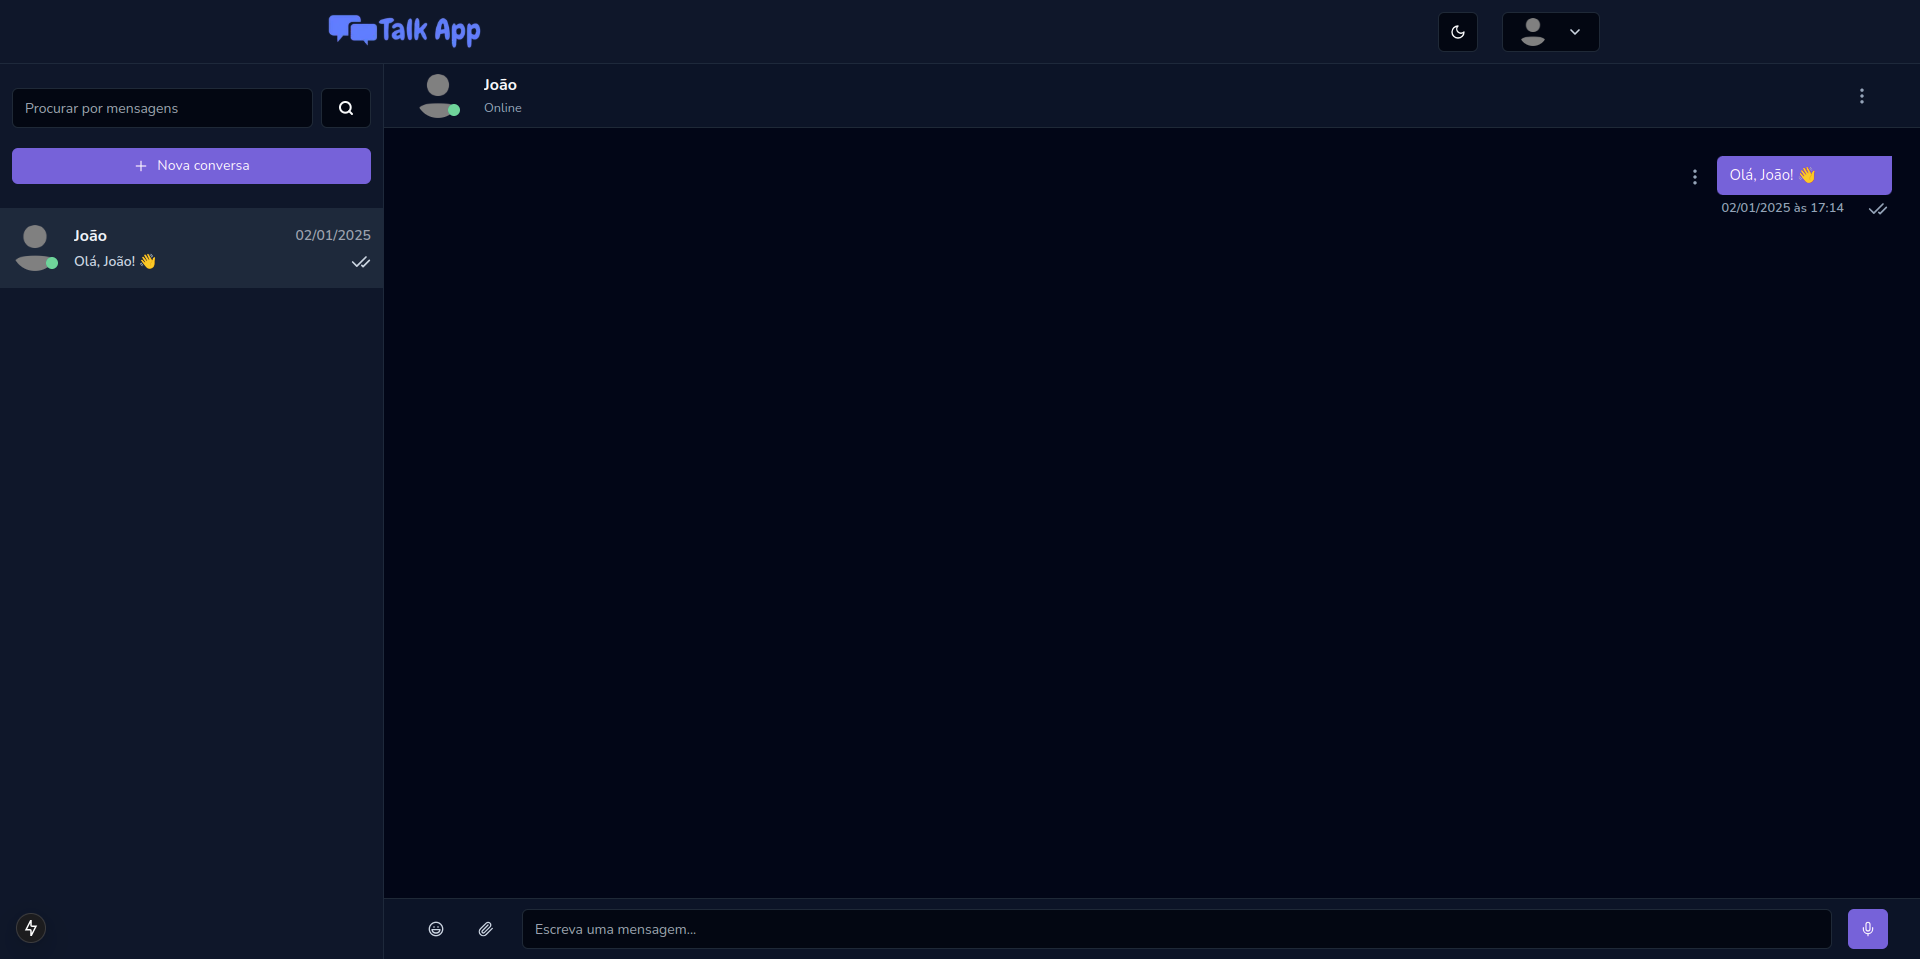 Talk App
Procurar por mensagens
Nova conversa
João
02/01/2025
Olá, João! 👋
João
Online
Olá, João! 👋
02/01/2025 às 17:14
Escreva uma mensagem...